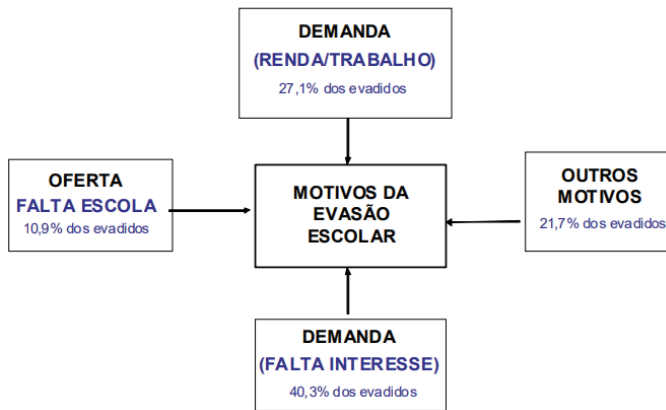 DEMANDA
(RENDA/TRABALHO)
27,1% dos evadidos
OFERTA
FALTA ESCOLA
10,9% dos evadidos
MOTIVOS DA
EVASÃO
ESCOLAR
OUTROS
MOTIVOS
21,7% dos evadidos
DEMANDA
(FALTA INTERESSE)
40,3% dos evadidos